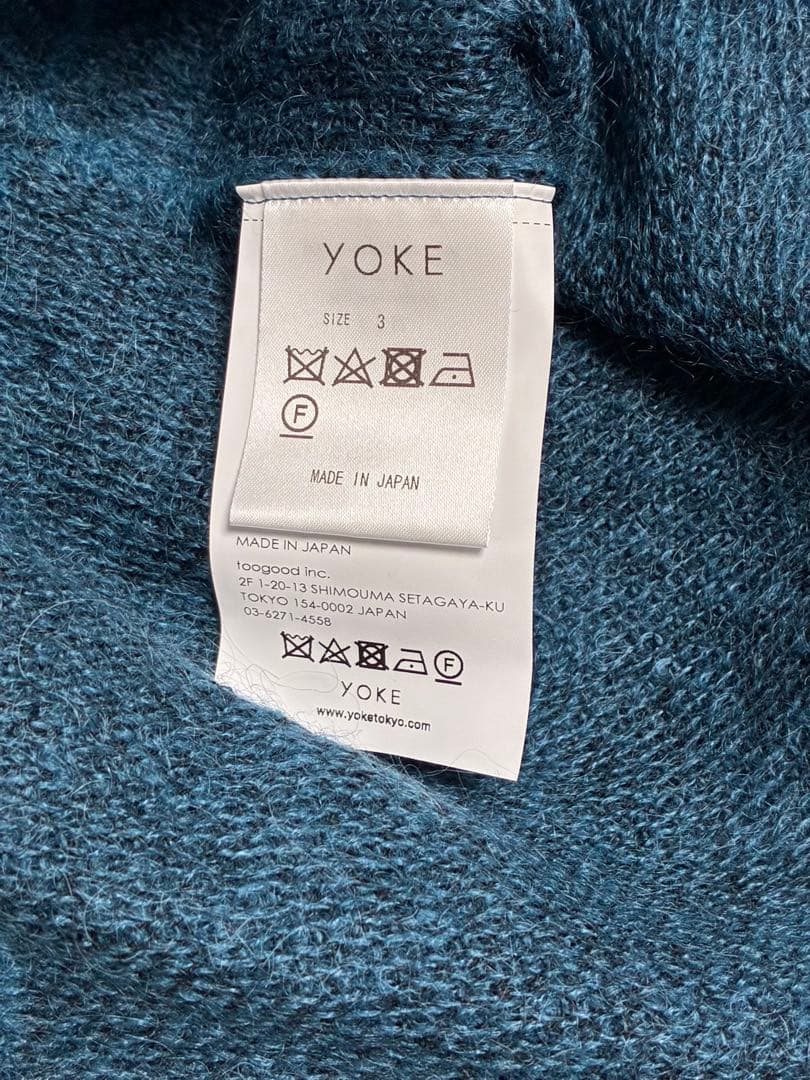 YOKE
SIZE 3
F
MADE IN JAPAN
MADE IN JAPAN
toogood inc.
2F 1-20-13 SHIMOUMA SETAGAYA-KU
TOKYO 154-0002 JAPAN
03-6271-4558
F
YOKE
www.yoketokyo.com